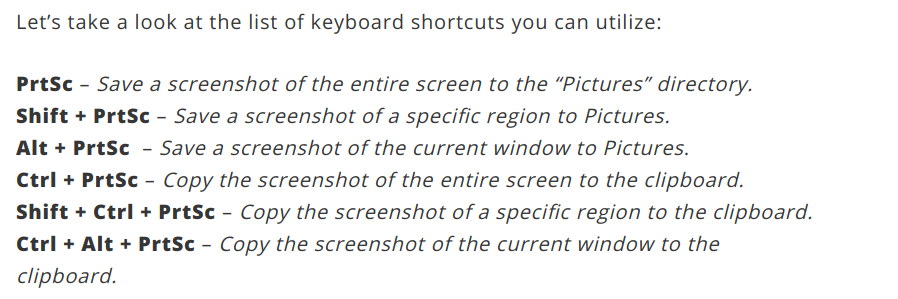 Let’s take a look at the list of keyboard shortcuts you can utilize:
PrtSc – Save a screenshot of the entire screen to the “Pictures” directory.
Shift + PrtSc – Save a screenshot of a specific region to Pictures.
Alt + PrtSc – Save a screenshot of the current window to Pictures.
Ctrl + PrtSc – Copy the screenshot of the entire screen to the clipboard.
Shift + Ctrl + PrtSc – Copy the screenshot of a specific region to the clipboard.
Ctrl + Alt + PrtSc – Copy the screenshot of the current window to the
clipboard.